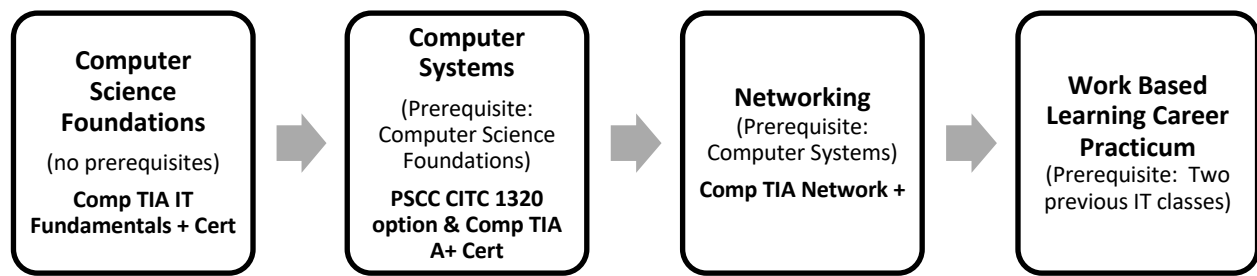 Computer
Science
Foundations
(no prerequisites)
Comp TIA IT
Fundamentals + Cert
Computer
Systems
(Prerequisite:
Computer Science
Foundations)
PSCC CITC 1320
option & Comp TIA
A+ Cert
Networking
(Prerequisite:
Computer Systems)
Comp TIA Network +
Work Based
Learning Career
Practicum
(Prerequisite:  Two
previous IT classes)